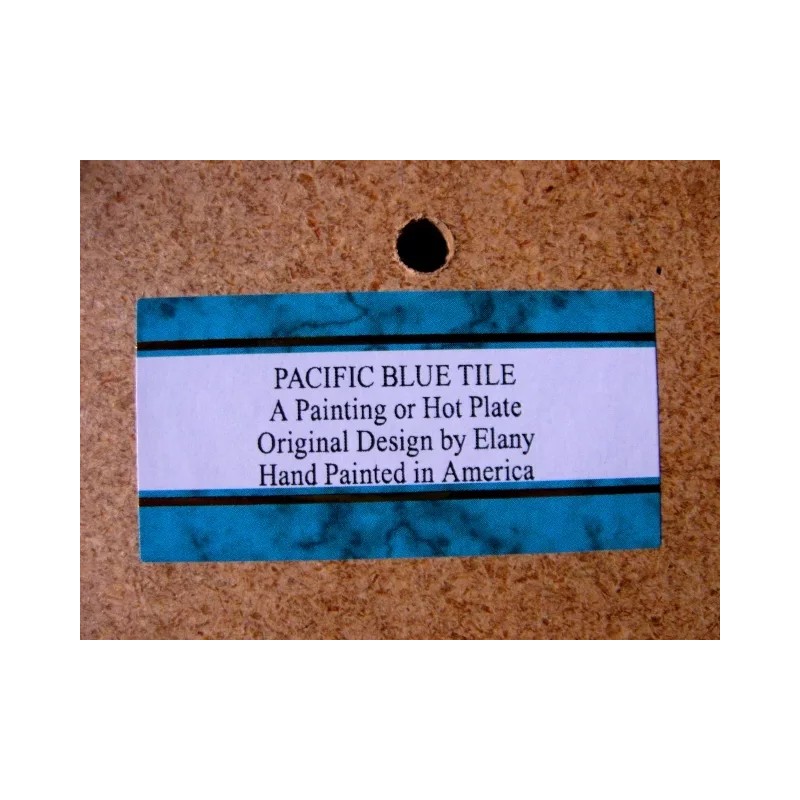 PACIFIC BLUE TILE
A Painting or Hot Plate
Original Design by Elany
Hand Painted in America